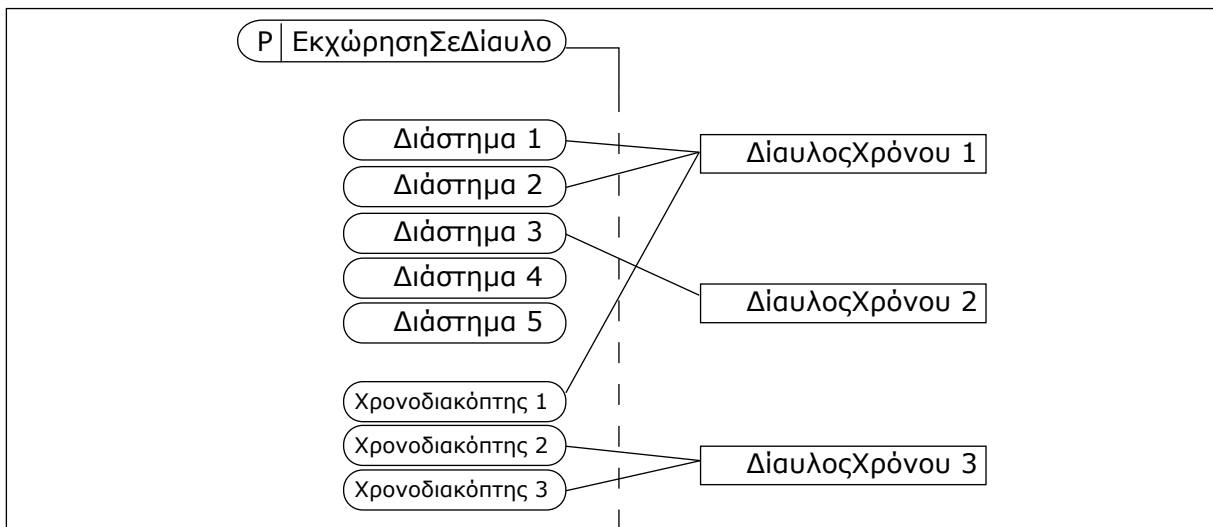 P ΕκχώρησηΣεΔίαυλο
Διάστημα 1
Διάστημα 2
Διάστημα 3
Διάστημα 4
Διάστημα 5
Χρονοδιακόπτης 1
Χρονοδιακόπτης 2
Χρονοδιακόπτης 3
ΔίαυλοςΧρόνου 1
ΔίαυλοςΧρόνου 2
ΔίαυλοςΧρόνου 3